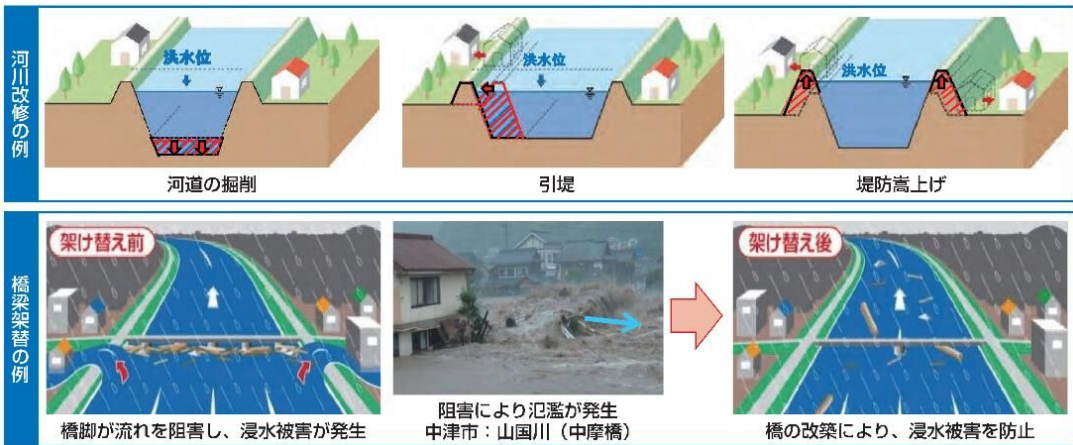 河川改修の例
洪水位
河道の掘削
洪水位
引堤
洪水位
堤防嵩上げ
橋梁架替の例
架け替え前
橋脚が流れを阻害し、浸水被害が発生
阻害により氾濫が発生
中津市：山国川（中摩橋）
架け替え後
橋の改築により、浸水被害を防止